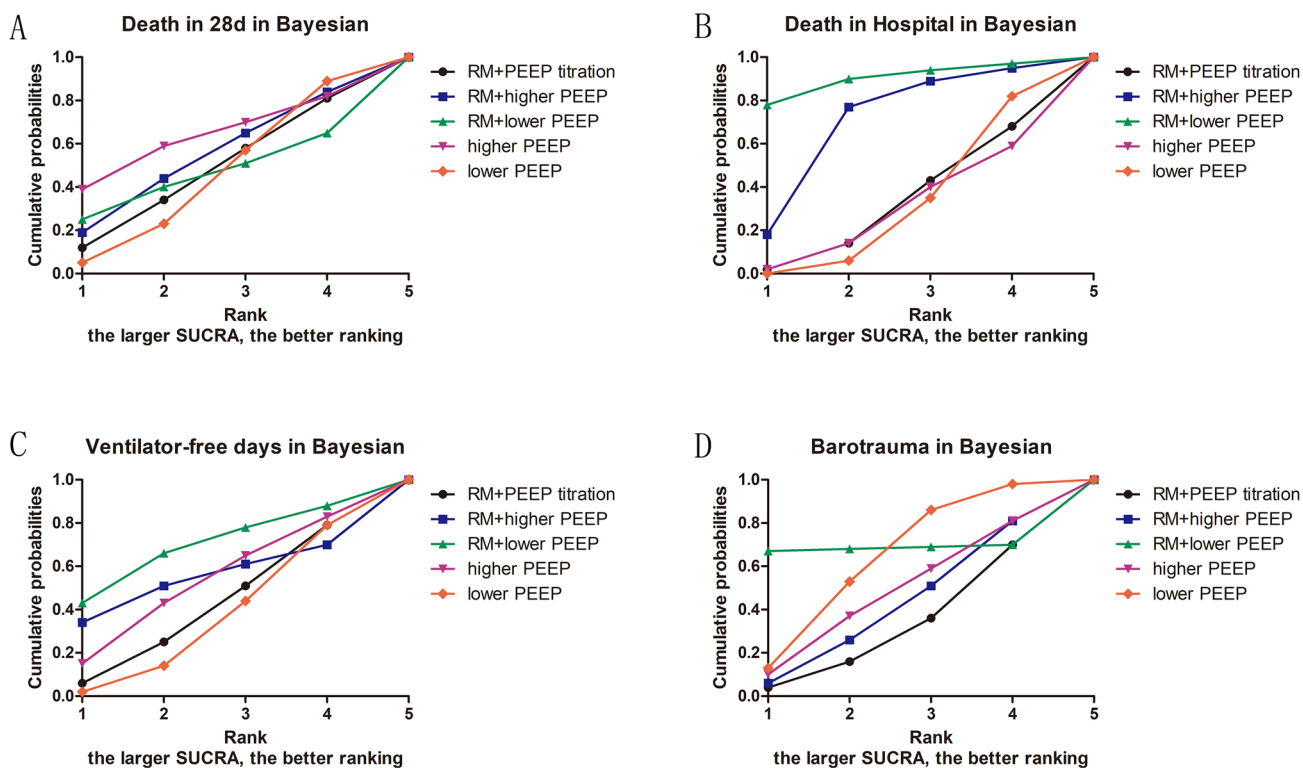 A
Death in 28d in Bayesian
Cumulative probabilities
1.0
0.8
0.6
0.4
0.2
0.0
1 2 3 4 5
Rank
the larger SUCRA, the better ranking
RM+PEEP titration
RM+higher PEEP
RM+lower PEEP
higher PEEP
lower PEEP
B
Death in Hospital in Bayesian
Cumulative probabilities
1.0
0.8
0.6
0.4
0.2
0.0
1 2 3 4 5
Rank
the larger SUCRA, the better ranking
RM+PEEP titration
RM+higher PEEP
RM+lower PEEP
higher PEEP
lower PEEP
C
Ventilator-free days in Bayesian
Cumulative probabilities
1.0
0.8
0.6
0.4
0.2
0.0
1 2 3 4 5
Rank
the larger SUCRA, the better ranking
RM+PEEP titration
RM+higher PEEP
RM+lower PEEP
higher PEEP
lower PEEP
D
Barotrauma in Bayesian
Cumulative probabilities
1.0
0.8
0.6
0.4
0.2
0.0
1 2 3 4 5
Rank
the larger SUCRA, the better ranking
RM+PEEP titration
RM+higher PEEP
RM+lower PEEP
higher PEEP
lower PEEP